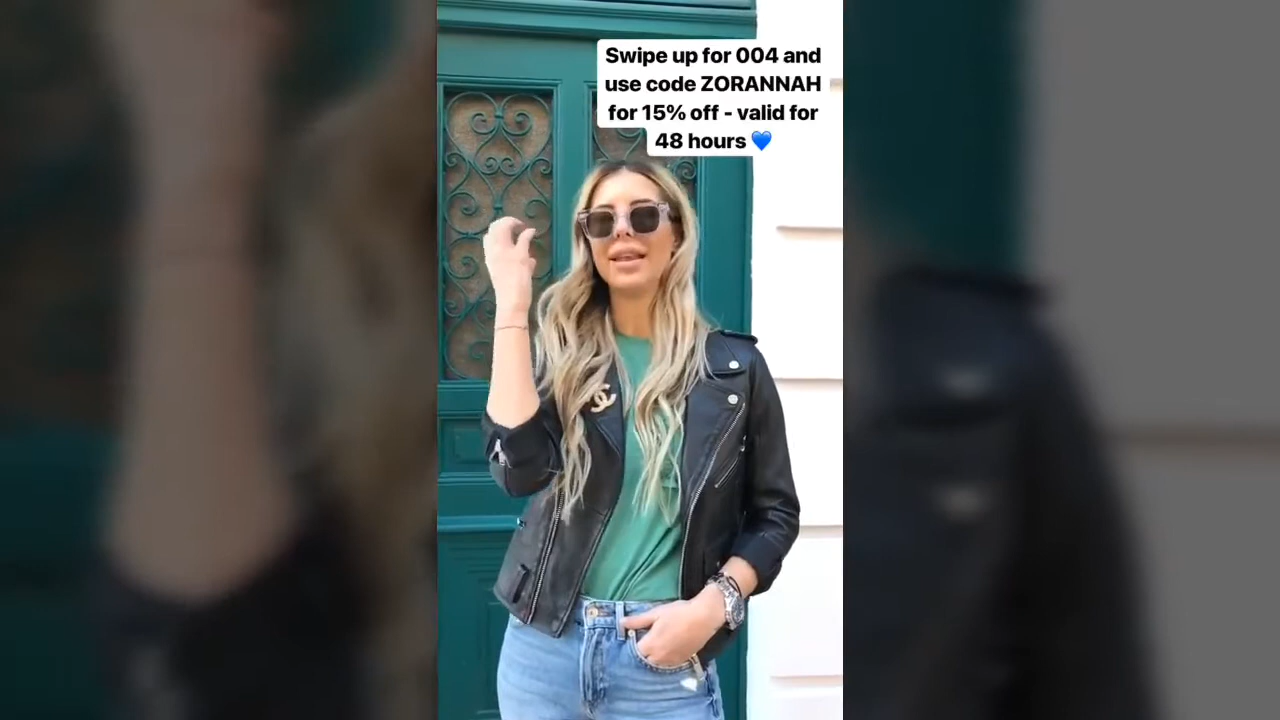 Swipe up for 004 and
use code ZORANNAH
for 15% off - valid for
48 hours 💙